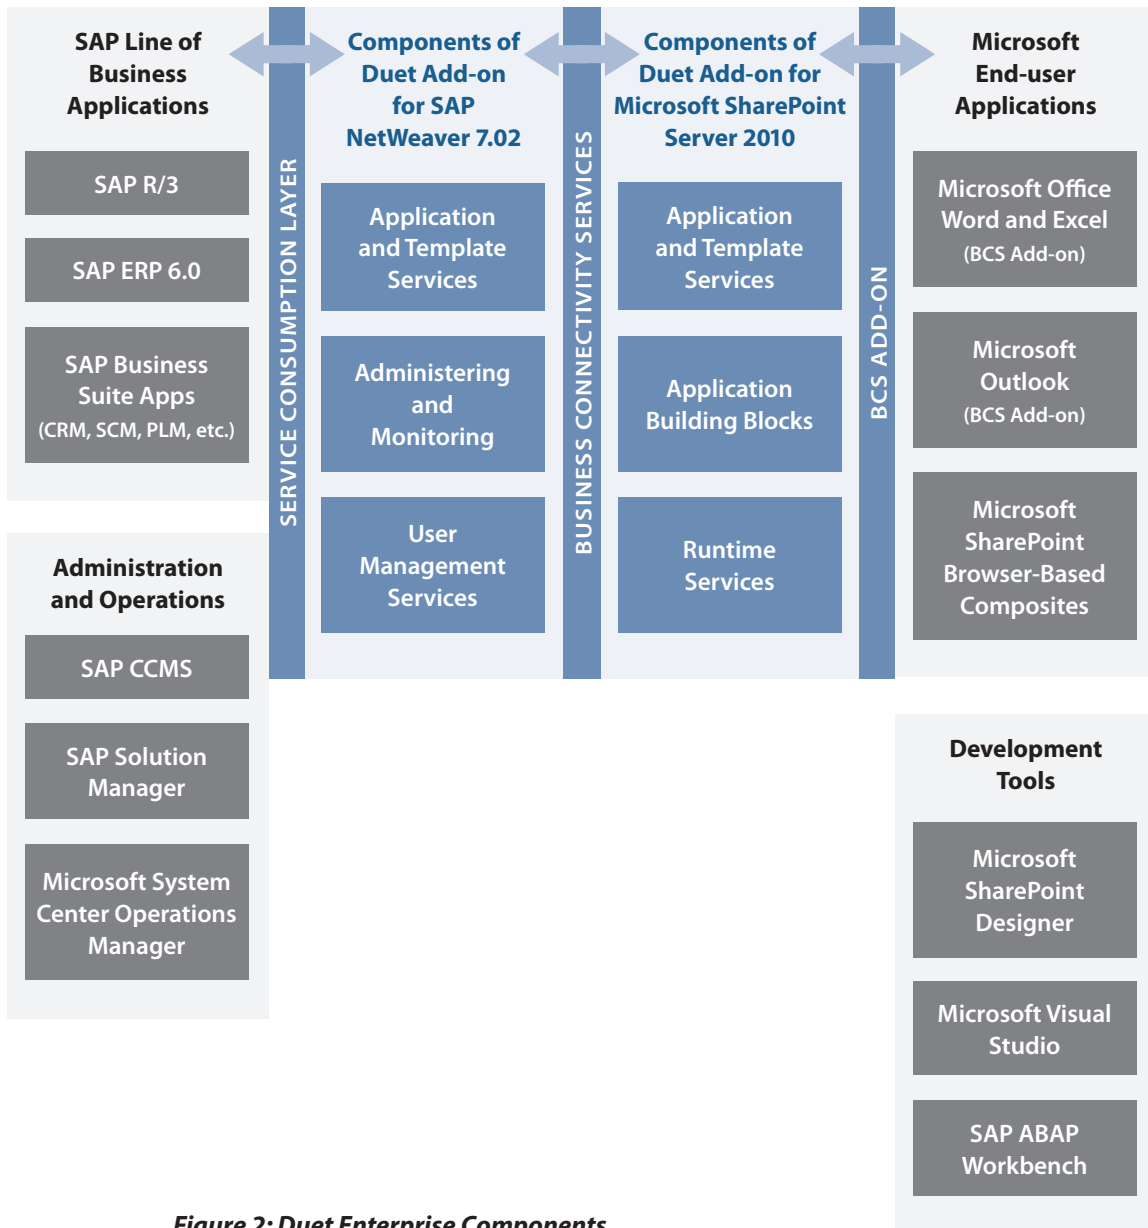 SAP Line of
Business
Applications
SAP R/3
SAP ERP 6.0
SAP Business
Suite Apps
(CRM, SCM, PLM, etc.)
Administration
and Operations
SAP CCMS
SAP Solution
Manager
Microsoft System
Center Operations
Manager
SERVICE CONSUMPTION LAYER
Components of
Duet Add-on
for SAP
NetWeaver 7.02
Application
and Template
Services
Administering
and
Monitoring
User
Management
Services
BUSINESS CONNECTIVITY SERVICES
Components of
Duet Add-on for
Microsoft SharePoint
Server 2010
Application
and Template
Services
Application
Building Blocks
Runtime
Services
BCS ADD-ON
Microsoft
End-user
Applications
Microsoft Office
Word and Excel
(BCS Add-on)
Microsoft
Outlook
(BCS Add-on)
Microsoft
SharePoint
Browser-Based
Composites
Development
Tools
Microsoft
SharePoint
Designer
Microsoft Visual
Studio
SAP ABAP
Workbench
Figure 2: Duet Enterprise Components